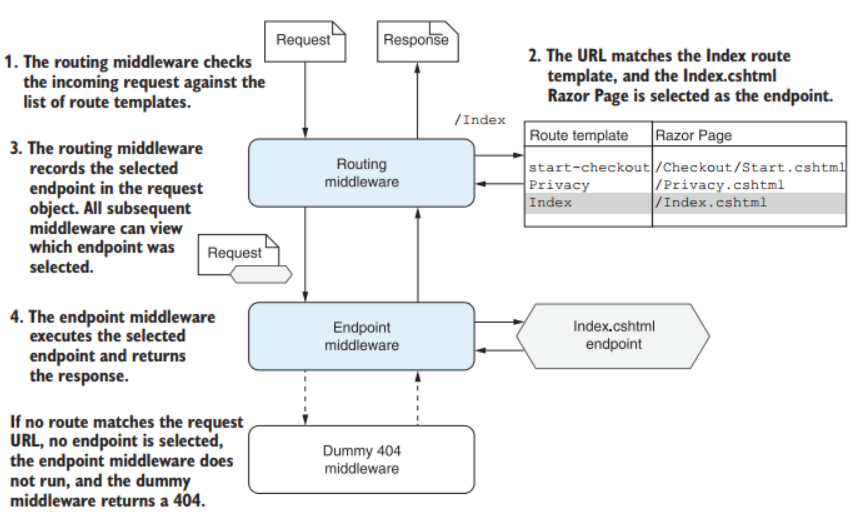 Request
Response
1. The routing middleware checks
the incoming request against the
list of route templates.
2. The URL matches the Index route
template, and the Index.cshtml
Razor Page is selected as the endpoint.
/Index
Route template Razor Page
start-checkout /Checkout/Start.cshtml
Privacy /Privacy.cshtml
Index /Index.cshtml
Routing
middleware
3. The routing middleware
records the selected
endpoint in the request
object. All subsequent
middleware can view
which endpoint was
selected.
Request
4. The endpoint middleware
executes the selected
endpoint and returns
the response.
Endpoint
middleware
Index.cshtml
endpoint
If no route matches the request
URL, no endpoint is selected,
the endpoint middleware does
not run, and the dummy
middleware returns a 404.
Dummy 404
middleware